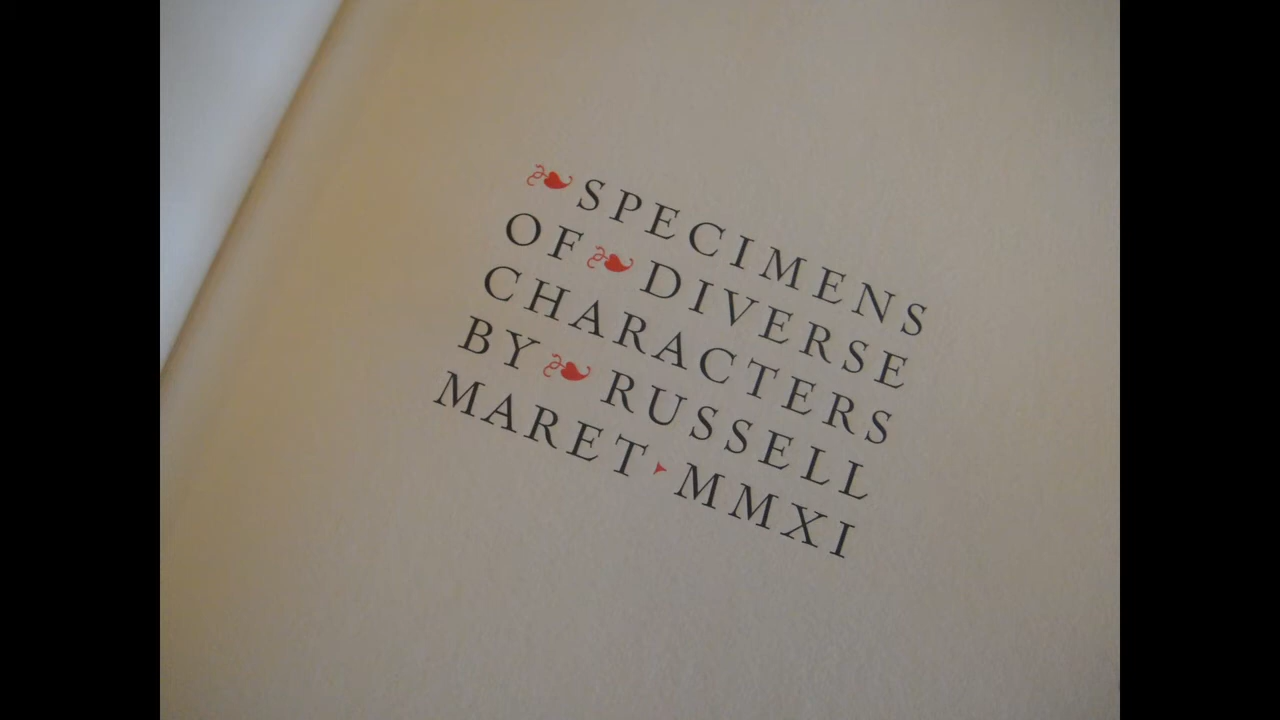 ❧ SPECIMENS
OF ❧ DIVERSE
CHARACTERS
BY ❧ RUSSELL
MARET ‣ MMXI